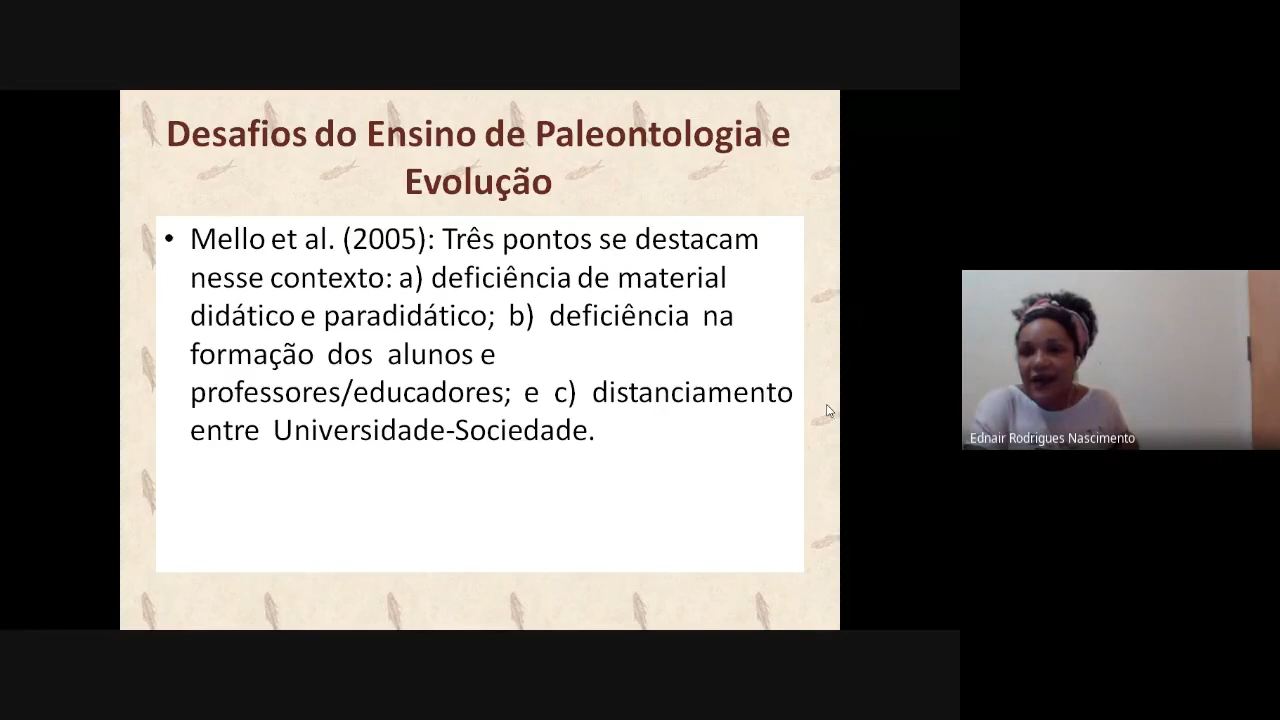 Desafios do Ensino de Paleontologia e
Evolução
• Mello et al. (2005): Três pontos se destacam
nesse contexto: a) deficiência de material
didático e paradidático; b) deficiência na
formação dos alunos e
professores/educadores; e c) distanciamento
entre Universidade-Sociedade.
Ednair Rodrigues Nascimento